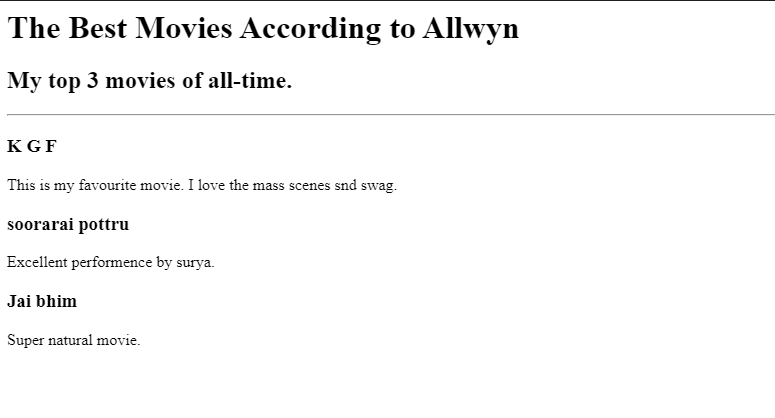 The Best Movies According to Allwyn
My top 3 movies of all-time.
K G F
This is my favourite movie. I love the mass scenes snd swag.
soorarai pottru
Excellent performence by surya.
Jai bhim
Super natural movie.